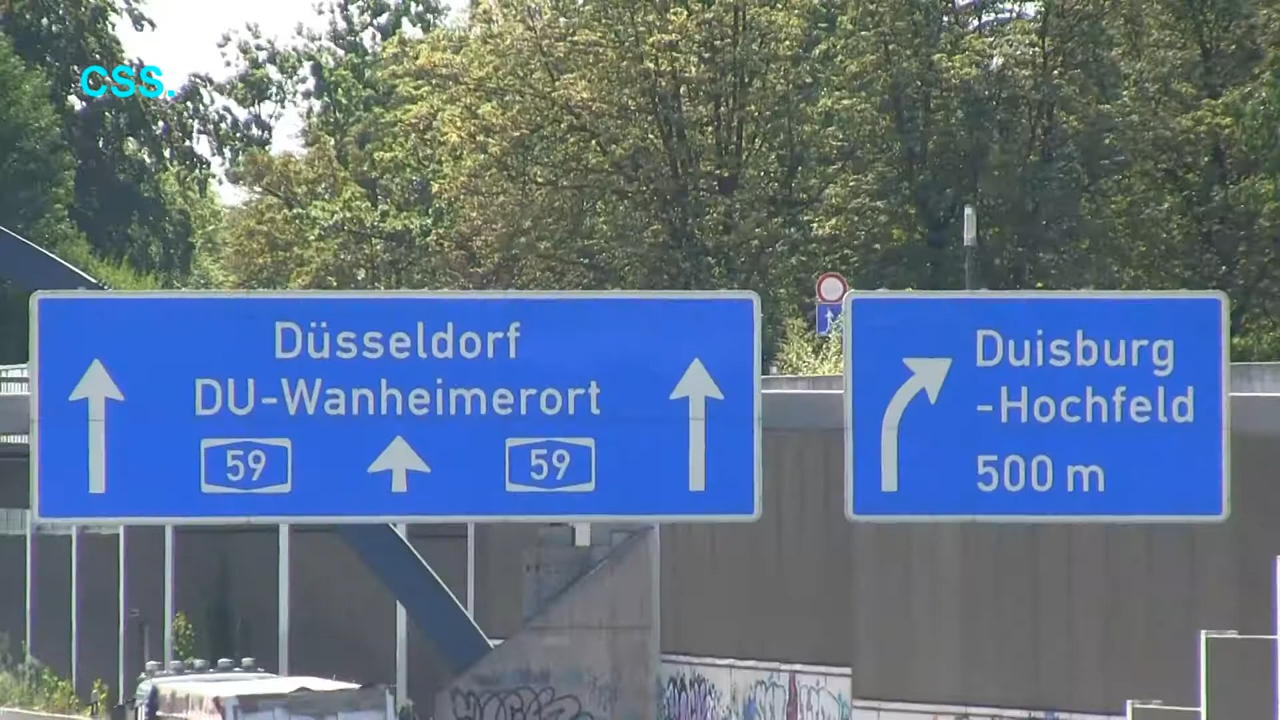 CSS.
Düsseldorf
DU-Wanheimerort
59
59
Duisburg
-Hochfeld
500 m